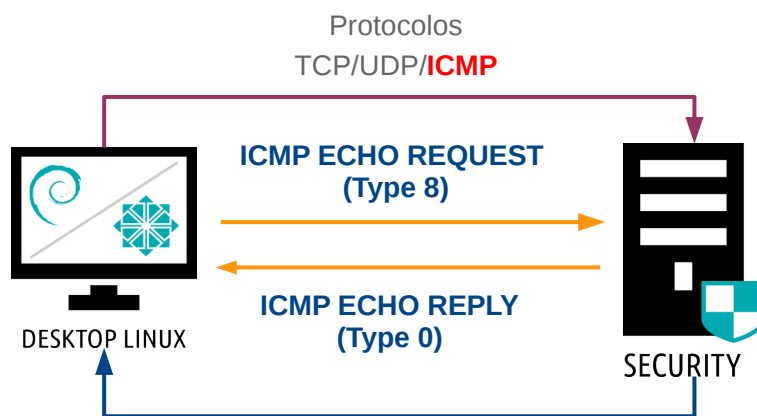 Protocolos
TCP/UDP/ICMP
ICMP ECHO REQUEST
(Type 8)
ICMP ECHO REPLY
(Type 0)
DESKTOP LINUX
SECURITY